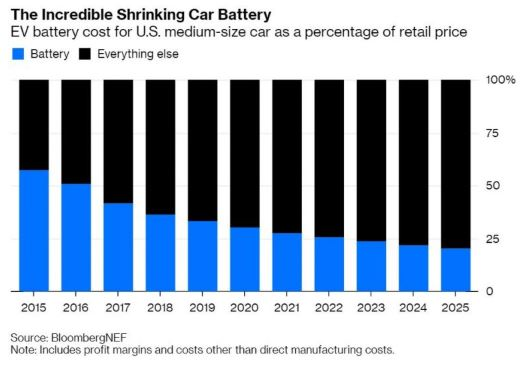 The Incredible Shrinking Car Battery
EV battery cost for U.S. medium-size car as a percentage of retail price
Battery Everything else
100%
75
50
25
0
2015 2016 2017 2018 2019 2020 2021 2022 2023 2024 2025
Source: BloombergNEF
Note: Includes profit margins and costs other than direct manufacturing costs.